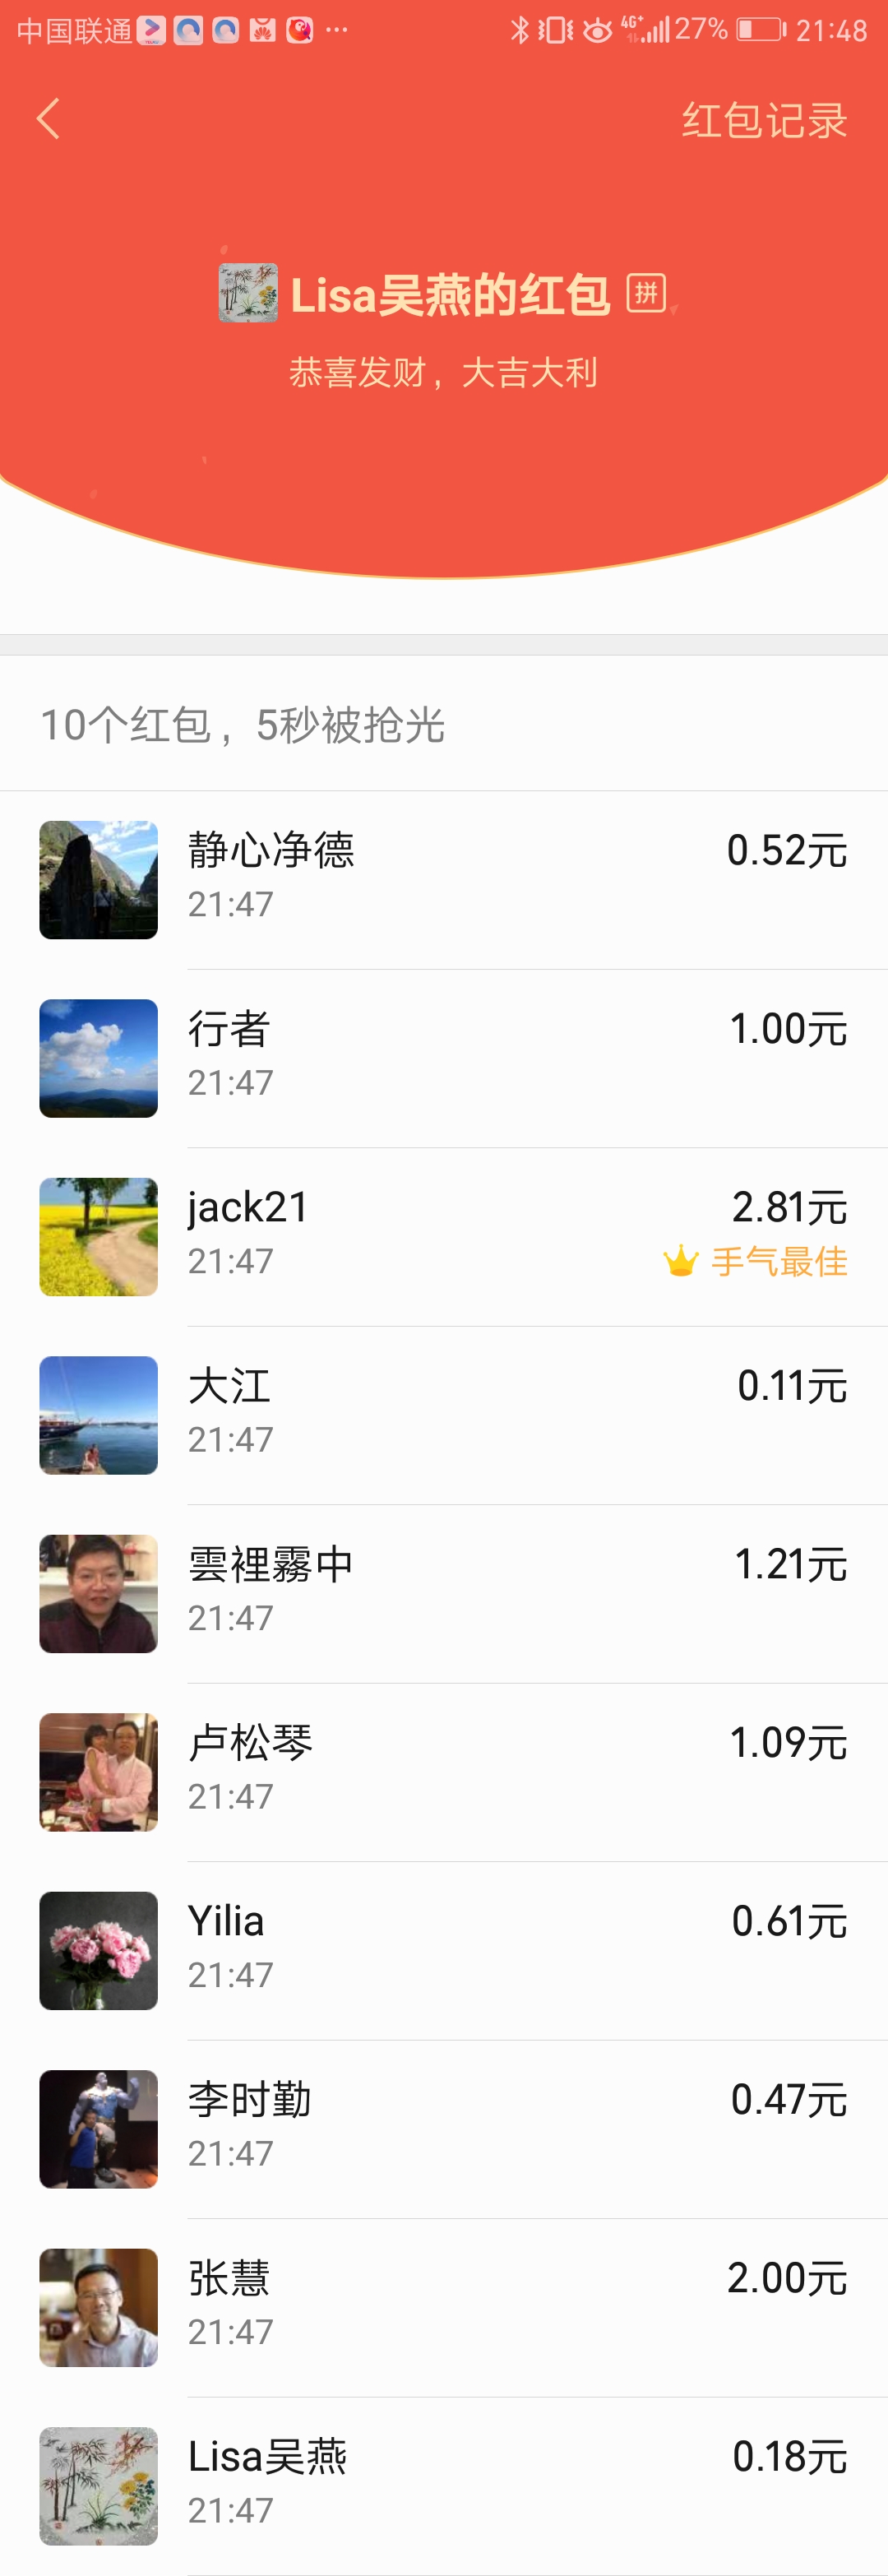 中国联通 ... 4G+ 27% 21:48
红包记录
Lisa吴燕的红包 拼
恭喜发财，大吉大利
10个红包，5秒被抢光
静心净德 0.52元
21:47
行者 1.00元
21:47
jack21 2.81元
21:47 手气最佳
大江 0.11元
21:47
雲裡霧中 1.21元
21:47
卢松琴 1.09元
21:47
Yilia 0.61元
21:47
李时勤 0.47元
21:47
张慧 2.00元
21:47
Lisa吴燕 0.18元
21:47